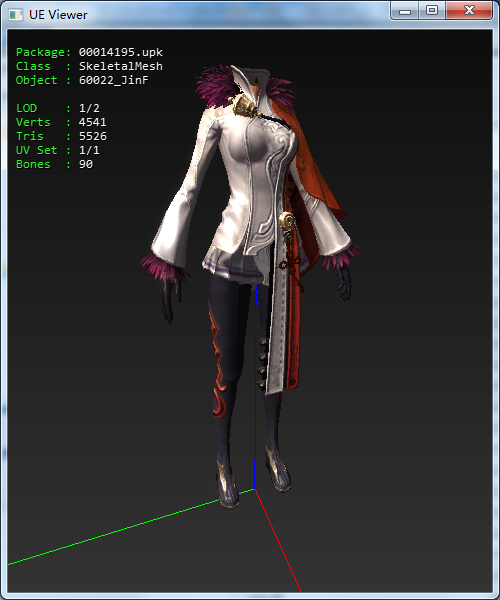 UE Viewer
Package: 00014195.upk
Class : SkeletalMesh
Object : 60022_JinF
LOD : 1/2
Verts : 4541
Tris : 5526
UV Set : 1/1
Bones : 90